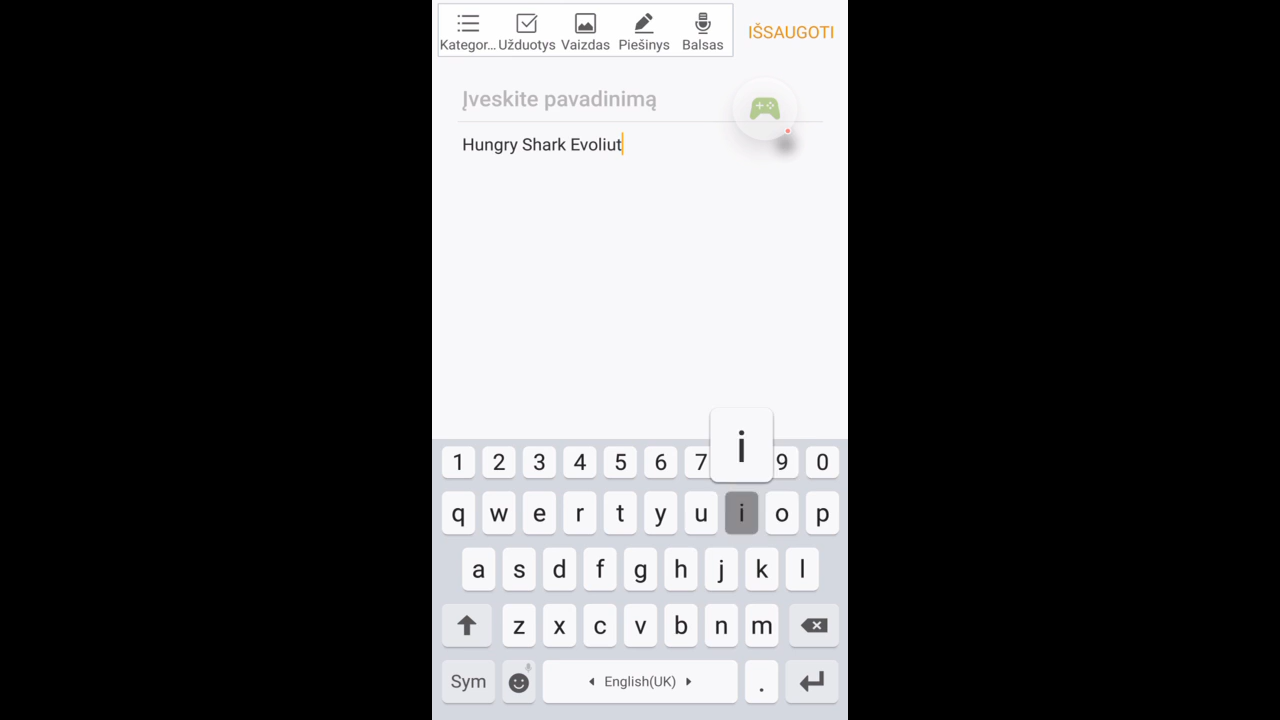 Kategor... Užduotys Vaizdas Piešinys Balsas IŠSAUGOTI
Įveskite pavadinimą
Hungry Shark Evoliut
i
1 2 3 4 5 6 7 9 0
q w e r t y u i o p
a s d f g h j k l
z x c v b n m
Sym English(UK) .